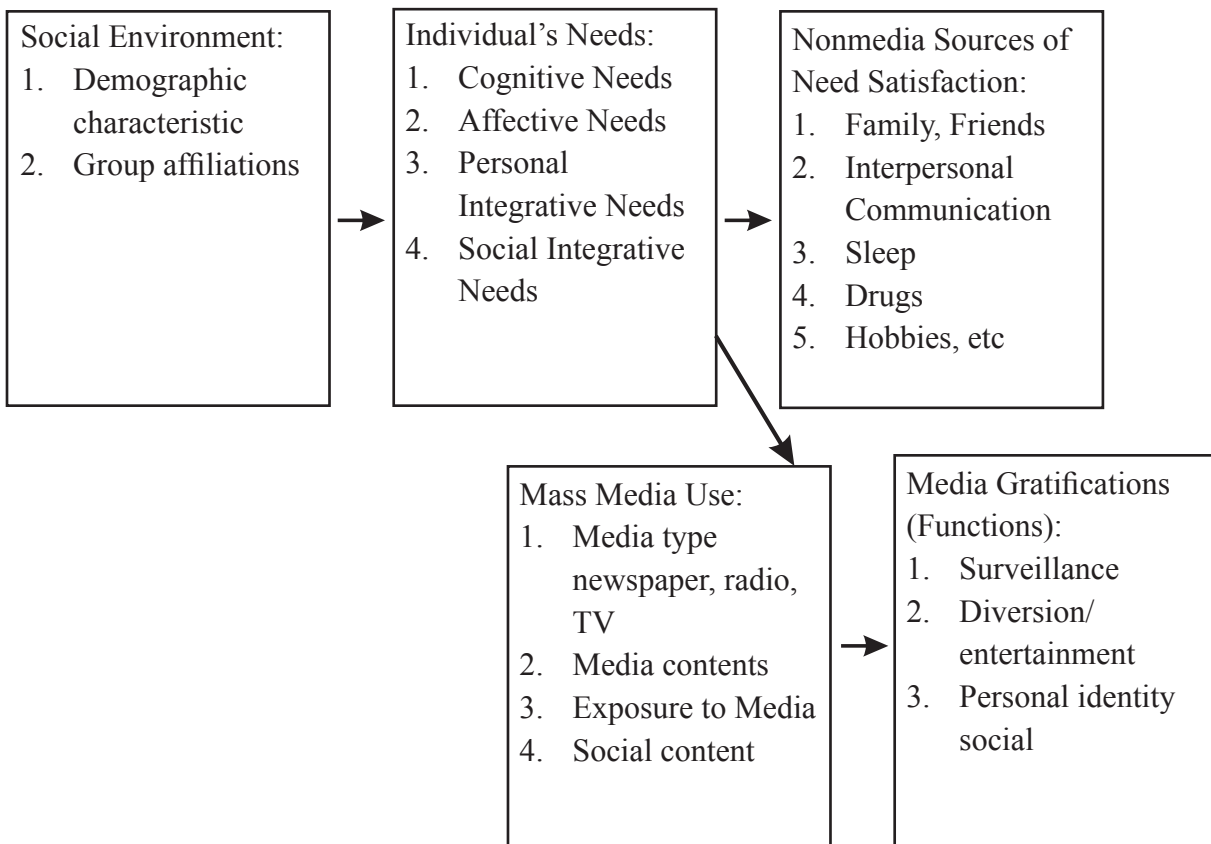 Social Environment:
1. Demographic
characteristic
2. Group affiliations
Individual’s Needs:
1. Cognitive Needs
2. Affective Needs
3. Personal
Integrative Needs
4. Social Integrative
Needs
Nonmedia Sources of
Need Satisfaction:
1. Family, Friends
2. Interpersonal
Communication
3. Sleep
4. Drugs
5. Hobbies, etc
Mass Media Use:
1. Media type
newspaper, radio,
TV
2. Media contents
3. Exposure to Media
4. Social content
Media Gratifications
(Functions):
1. Surveillance
2. Diversion/
entertainment
3. Personal identity
social